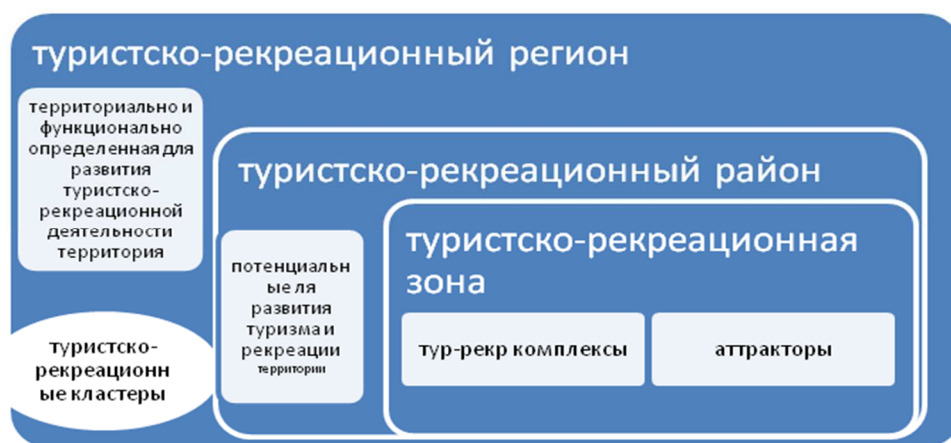 туристско-рекреационный регион
территориально и
функционально
определенная для
развития
туристско-
рекреационной
деятельности
территория
туристско-
рекреационн
ые кластеры
туристско-рекреационный район
потенциальн
ые ля
развития
туризма и
рекреации
территории
туристско-рекреационная
зона
тур-рекр комплексы
аттракторы